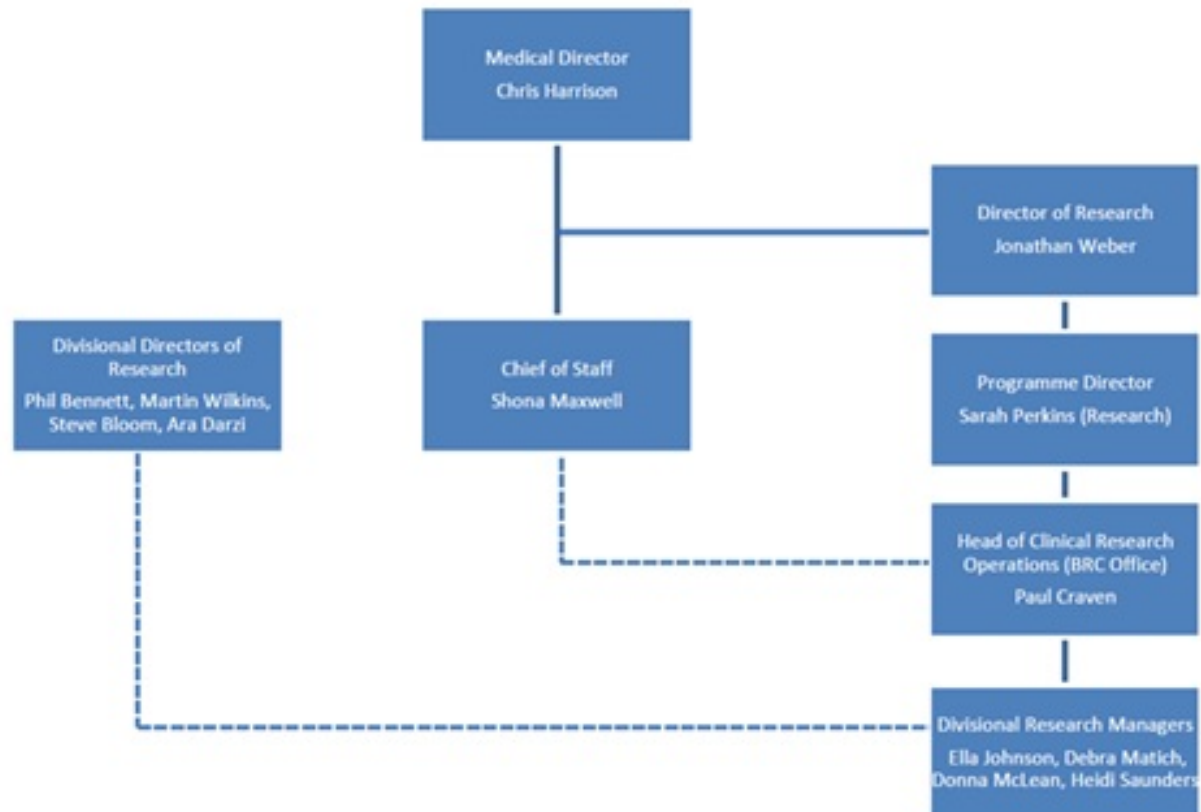 Medical Director
Chris Harrison
Director of Research
Jonathan Weber
Divisional Directors of
Research
Phil Bennett, Martin Wilkins,
Steve Bloom, Ara Darzi
Chief of Staff
Shona Maxwell
Programme Director
Sarah Perkins (Research)
Head of Clinical Research
Operations (BRC Office)
Paul Craven
Divisional Research Managers
Ella Johnson, Debra Matich,
Donna McLean, Heidi Saunders